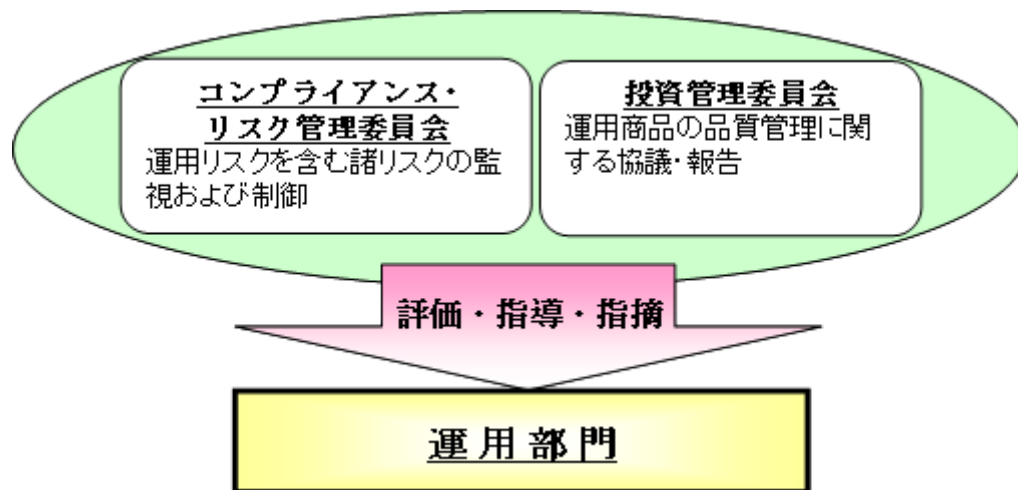 コンプライアンス・
リスク管理委員会
運用リスクを含む諸リスクの監
視および制御
投資管理委員会
運用商品の品質管理に関
する協議・報告
評価・指導・指摘
運用部門